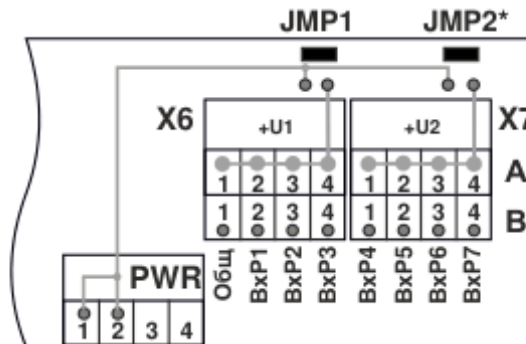 JMP1 JMP2*
X6 +U1 +U2 X7
1 2 3 4 1 2 3 4 A
1 2 3 4 1 2 3 4 B
Общ ВхР1 ВхР2 ВхР3 ВхР4 ВхР5 ВхР6 ВхР7
PWR
1 2 3 4